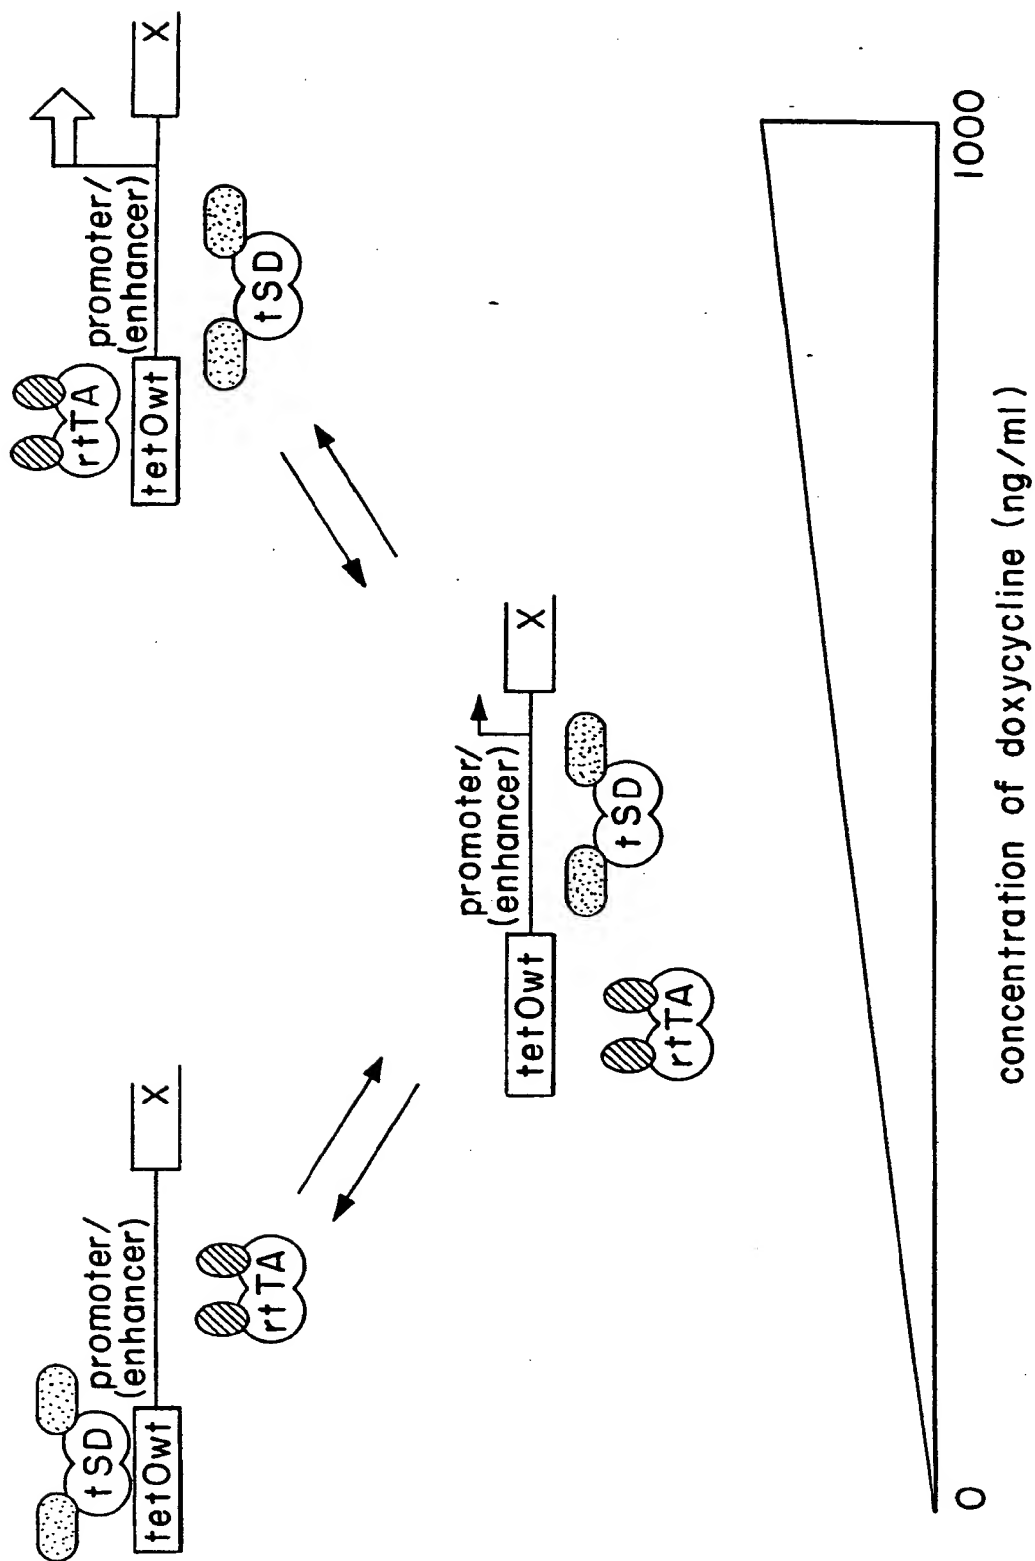 tSD
promoter/
(enhancer)
tetOwt
X
rtTA
promoter/
(enhancer)
tetOwt
X
rtTA
tSD
rtTA
promoter/
(enhancer)
tetOwt
X
tSD
0
1000
concentration of doxycycline (ng/ml)